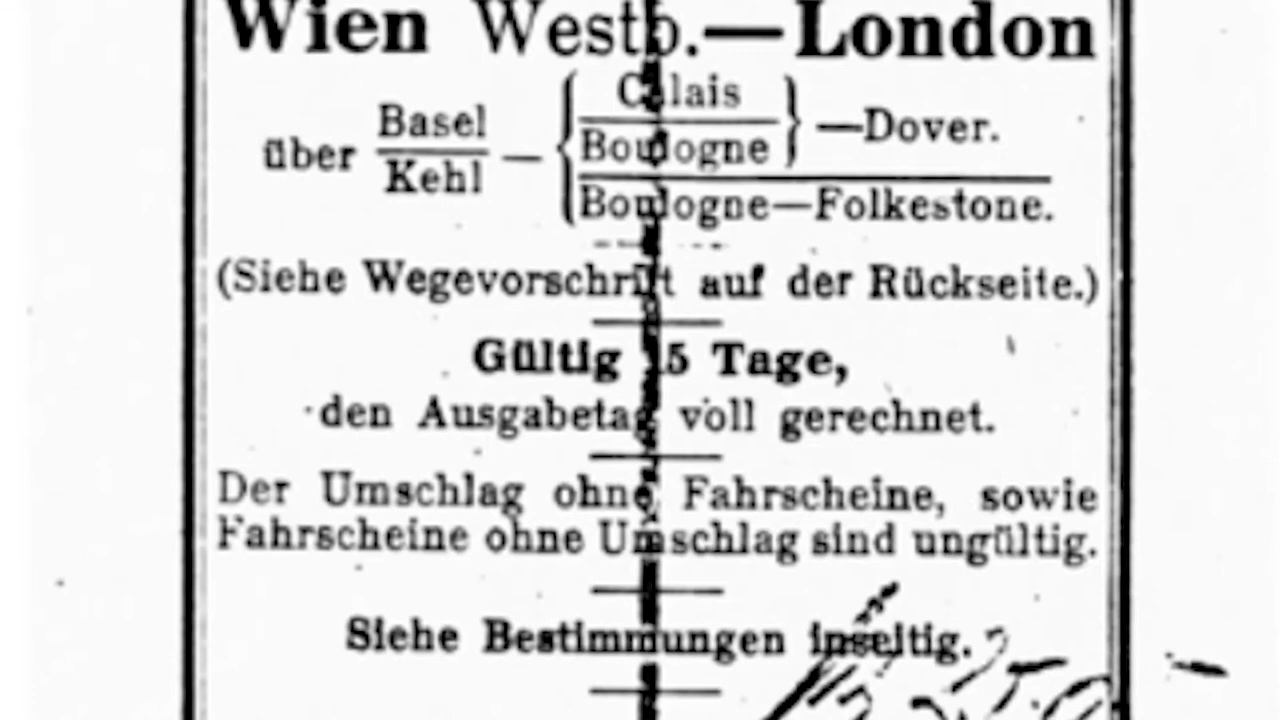 Wien Westb.—London
über Basel/Kehl — { Calais/Boulogne } —Dover.
Boulogne—Folkestone.
(Siehe Wegevorschrift auf der Rückseite.)
Gültig 15 Tage,
den Ausgabetag voll gerechnet.
Der Umschlag ohne Fahrscheine, sowie
Fahrscheine ohne Umschlag sind ungültig.
Siehe Bestimmungen inseitig.